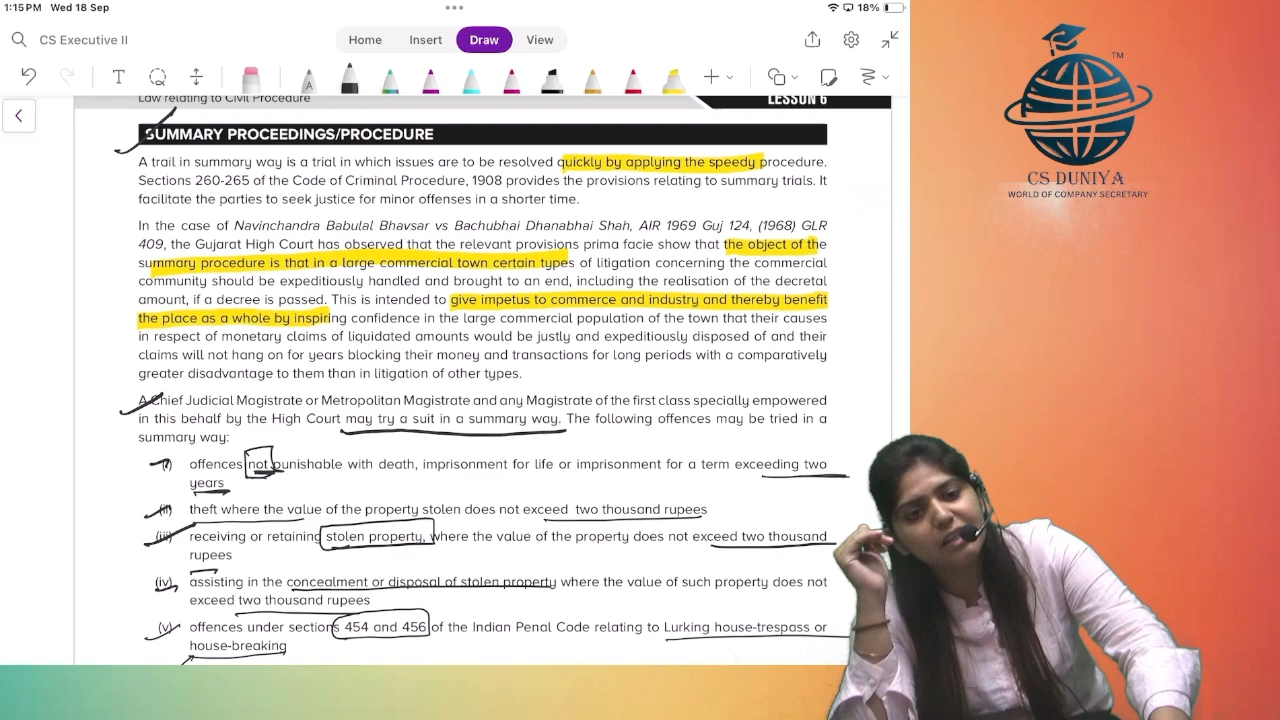 1:15 PM Wed 18 Sep
18%
CS Executive II
Home Insert Draw View
Law relating to Civil Procedure
LESSON 6
SUMMARY PROCEEDINGS/PROCEDURE
A trail in summary way is a trial in which issues are to be resolved quickly by applying the speedy procedure.
Sections 260-265 of the Code of Criminal Procedure, 1908 provides the provisions relating to summary trials. It
facilitate the parties to seek justice for minor offenses in a shorter time.
In the case of Navinchandra Babulal Bhavsar vs Bachubhai Dhanabhai Shah, AIR 1969 Guj 124, (1968) GLR
409, the Gujarat High Court has observed that the relevant provisions prima facie show that the object of the
summary procedure is that in a large commercial town certain types of litigation concerning the commercial
community should be expeditiously handled and brought to an end, including the realisation of the decretal
amount, if a decree is passed. This is intended to give impetus to commerce and industry and thereby benefit
the place as a whole by inspiring confidence in the large commercial population of the town that their causes
in respect of monetary claims of liquidated amounts would be justly and expeditiously disposed of and their
claims will not hang on for years blocking their money and transactions for long periods with a comparatively
greater disadvantage to them than in litigation of other types.
A Chief Judicial Magistrate or Metropolitan Magistrate and any Magistrate of the first class specially empowered
in this behalf by the High Court may try a suit in a summary way. The following offences may be tried in a
summary way:
(i) offences not punishable with death, imprisonment for life or imprisonment for a term exceeding two
years
(ii) theft where the value of the property stolen does not exceed two thousand rupees
(iii) receiving or retaining stolen property, where the value of the property does not exceed two thousand
rupees
(iv) assisting in the concealment or disposal of stolen property where the value of such property does not
exceed two thousand rupees
(v) offences under sections 454 and 456 of the Indian Penal Code relating to Lurking house-trespass or
house-breaking
TM
CS DUNIYA
WORLD OF COMPANY SECRETARY